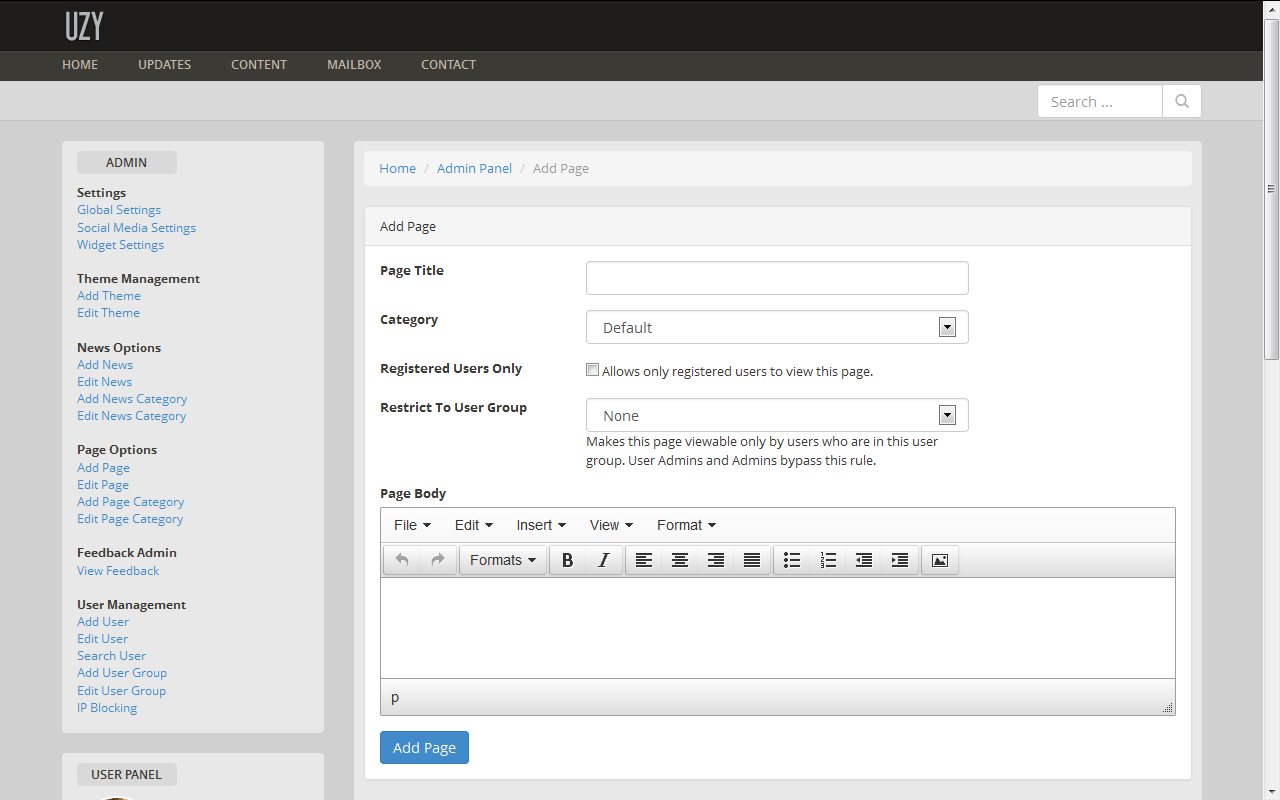 UZY
HOME UPDATES CONTENT MAILBOX CONTACT
Search ...
ADMIN
Settings
Global Settings
Social Media Settings
Widget Settings
Theme Management
Add Theme
Edit Theme
News Options
Add News
Edit News
Add News Category
Edit News Category
Page Options
Add Page
Edit Page
Add Page Category
Edit Page Category
Feedback Admin
View Feedback
User Management
Add User
Edit User
Search User
Add User Group
Edit User Group
IP Blocking
USER PANEL
Home / Admin Panel / Add Page
Add Page
Page Title
Category Default
Registered Users Only Allows only registered users to view this page.
Restrict To User Group None
Makes this page viewable only by users who are in this user
group. User Admins and Admins bypass this rule.
Page Body
File Edit Insert View Format
Formats B I
p
Add Page